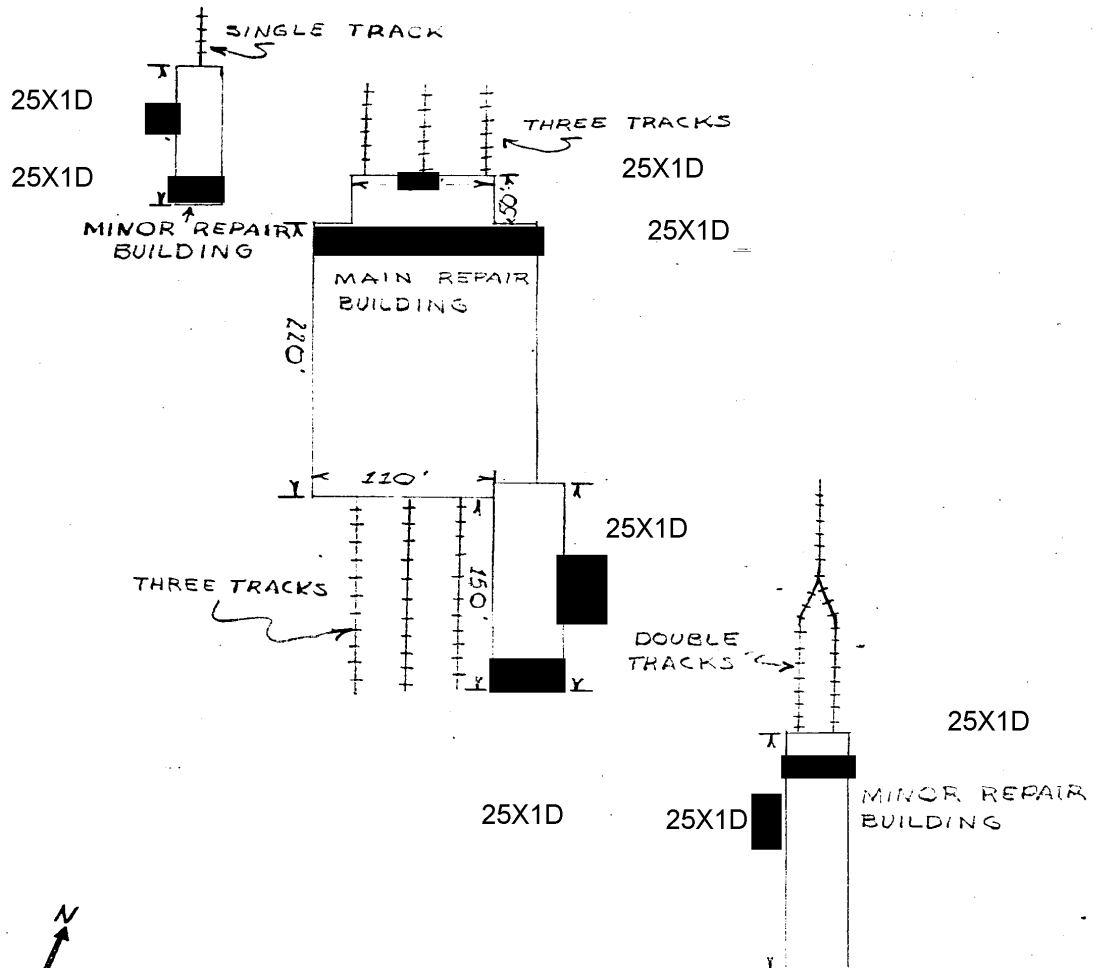 SINGLE TRACK
25X1D
THREE TRACKS
25X1D
25X1D
50'
MINOR REPAIR
BUILDING
25X1D
MAIN REPAIR
BUILDING
220'
110'
25X1D
150'
THREE TRACKS
DOUBLE
TRACKS
25X1D
25X1D
25X1D
MINOR REPAIR
BUILDING
N